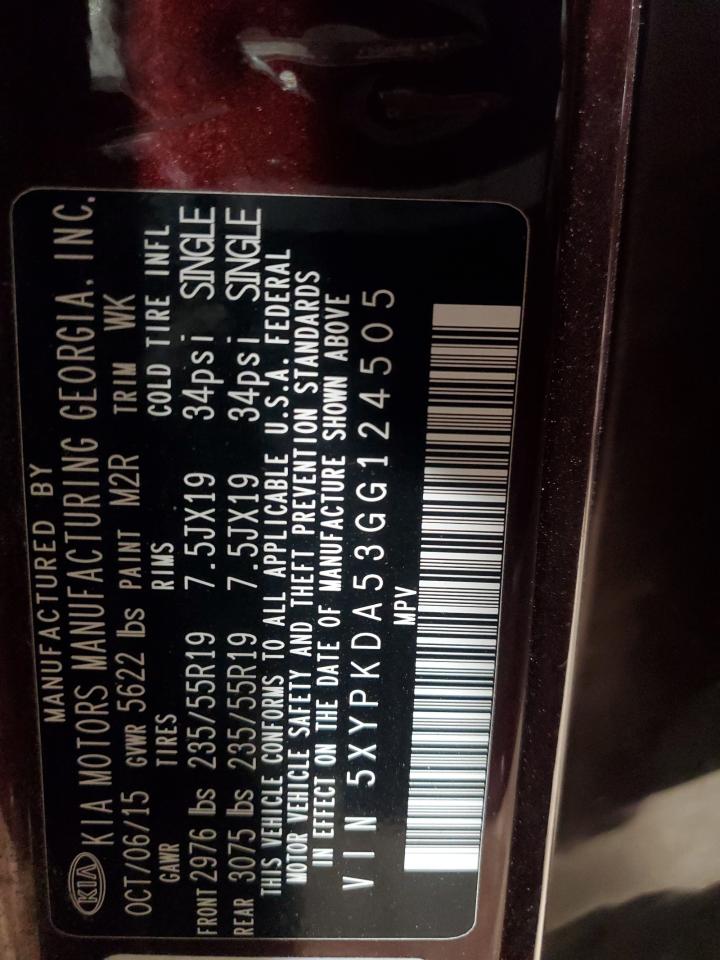 MANUFACTURED BY
KIA KIA MOTORS MANUFACTURING GEORGIA, INC.
OCT/06/15 GVWR 5622 lbs PAINT M2R TRIM WK
GAWR TIRES RIMS COLD TIRE INFL
FRONT 2976 lbs 235/55R19 7.5JX19 34psi SINGLE
REAR 3075 lbs 235/55R19 7.5JX19 34psi SINGLE
THIS VEHICLE CONFORMS TO ALL APPLICABLE U.S.A. FEDERAL
MOTOR VEHICLE SAFETY AND THEFT PREVENTION STANDARDS
IN EFFECT ON THE DATE OF MANUFACTURE SHOWN ABOVE
VIN 5XYPKDA53GG124505
MPV